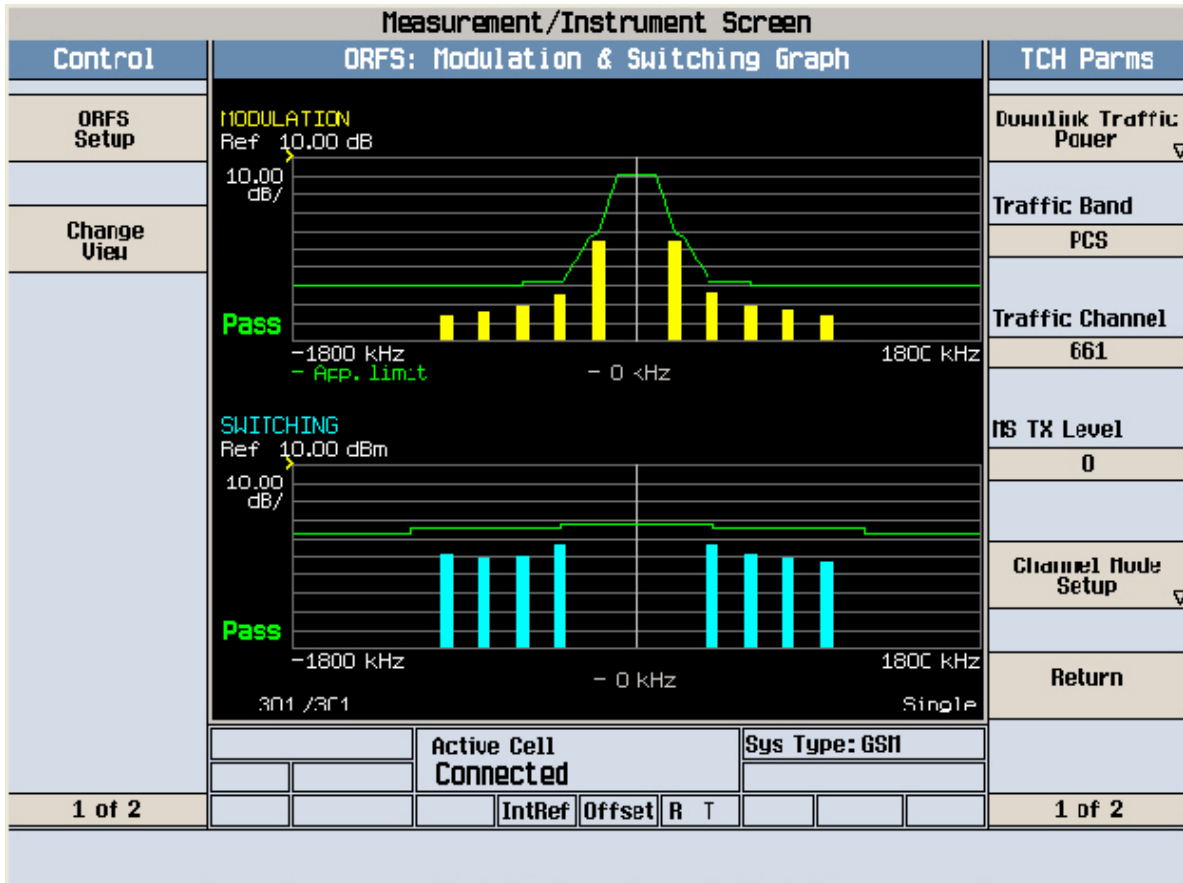 Measurement/Instrument Screen
Control
ORFS: Modulation & Switching Graph
TCH Parms
ORFS
Setup
Change
View
1 of 2
MODULATION
Ref 10.00 dB
10.00
dB/
Pass
-1800 kHz
1800 kHz
- App. limit
- 0 kHz
SWITCHING
Ref 10.00 dBm
10.00
dB/
Pass
-1800 kHz
1800 kHz
- 0 kHz
301/301
Single
Active Cell
Connected
Sys Type: GSM
IntRef
Offset
R T
Downlink Traffic
Power
Traffic Band
PCS
Traffic Channel
661
MS TX Level
0
Channel Mode
Setup
Return
1 of 2